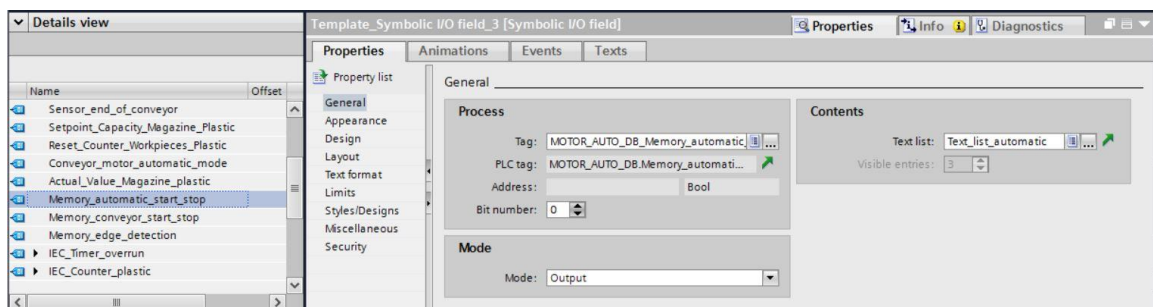 Details view
Name Offset
Sensor_end_of_conveyor
Setpoint_Capacity_Magazine_Plastic
Reset_Counter_Workpieces_Plastic
Conveyor_motor_automatic_mode
Actual_Value_Magazine_plastic
Memory_automatic_start_stop
Memory_conveyor_start_stop
Memory_edge_detection
IEC_Timer_overrun
IEC_Counter_plastic
Template_Symbolic I/O field_3 [Symbolic I/O field]
Properties Info Diagnostics
Properties Animations Events Texts
Property list
General
Appearance
Design
Layout
Text format
Limits
Styles/Designs
Miscellaneous
Security
General
Process
Tag: MOTOR_AUTO_DB_Memory_automatic_ ...
PLC tag: MOTOR_AUTO_DB.Memory_automati...
Address: Bool
Bit number: 0
Mode
Mode: Output
Contents
Text list: Text_list_automatic ...
Visible entries: 3